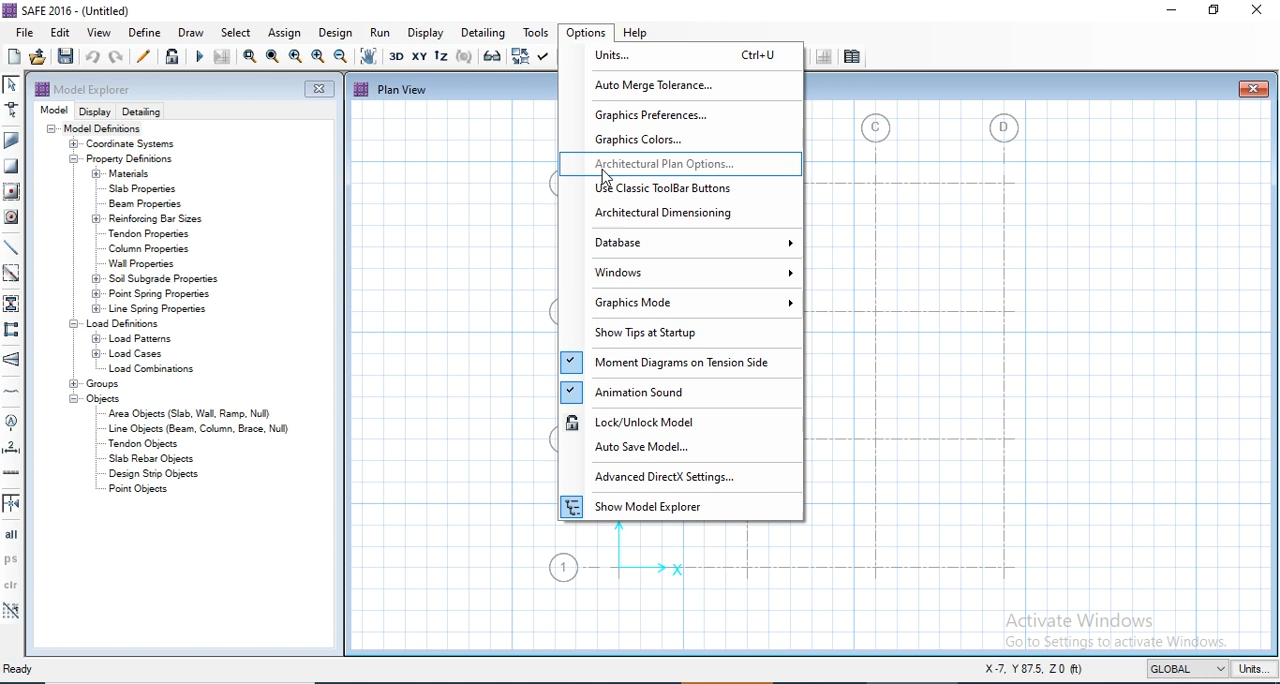 SAFE 2016 - (Untitled)
File Edit View Define Draw Select Assign Design Run Display Detailing Tools Options Help
3D XY
Model Explorer
Model Display Detailing
Model Definitions
Coordinate Systems
Property Definitions
Materials
Slab Properties
Beam Properties
Reinforcing Bar Sizes
Tendon Properties
Column Properties
Wall Properties
Soil Subgrade Properties
Point Spring Properties
Line Spring Properties
Load Definitions
Load Patterns
Load Cases
Load Combinations
Groups
Objects
Area Objects (Slab, Wall, Ramp, Null)
Line Objects (Beam, Column, Brace, Null)
Tendon Objects
Slab Rebar Objects
Design Strip Objects
Point Objects
all
ps
clr
Plan View
Units... Ctrl+U
Auto Merge Tolerance...
Graphics Preferences...
Graphics Colors...
Architectural Plan Options...
Use Classic ToolBar Buttons
Architectural Dimensioning
Database
Windows
Graphics Mode
Show Tips at Startup
Moment Diagrams on Tension Side
Animation Sound
Lock/Unlock Model
Auto Save Model...
Advanced DirectX Settings...
Show Model Explorer
C D
1 X
Activate Windows
Go to Settings to activate Windows.
Ready X -7, Y 87.5, Z 0 (ft) GLOBAL Units...